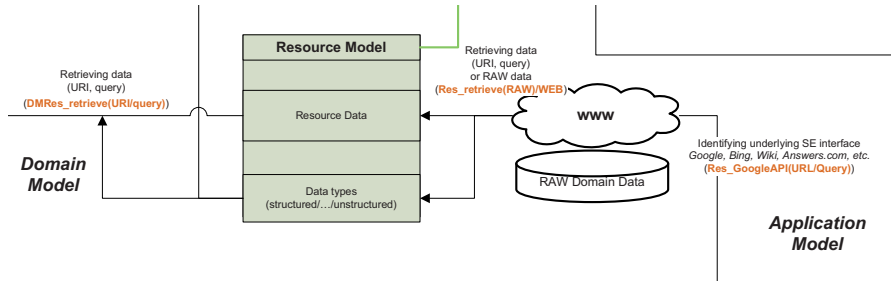 Resource Model
Retrieving data
(URI, query)
or RAW data
(Res_retrieve(RAW)/WEB)
Retrieving data
(URI, query)
(DMRes_retrieve(URI/query))
Resource Data
WWW
Identifying underlying SE interface
Google, Bing, Wiki, Answers.com, etc.
(Res_GoogleAPI(URL/Query))
Domain
Model
Data types
(structured/…/unstructured)
RAW Domain Data
Application
Model